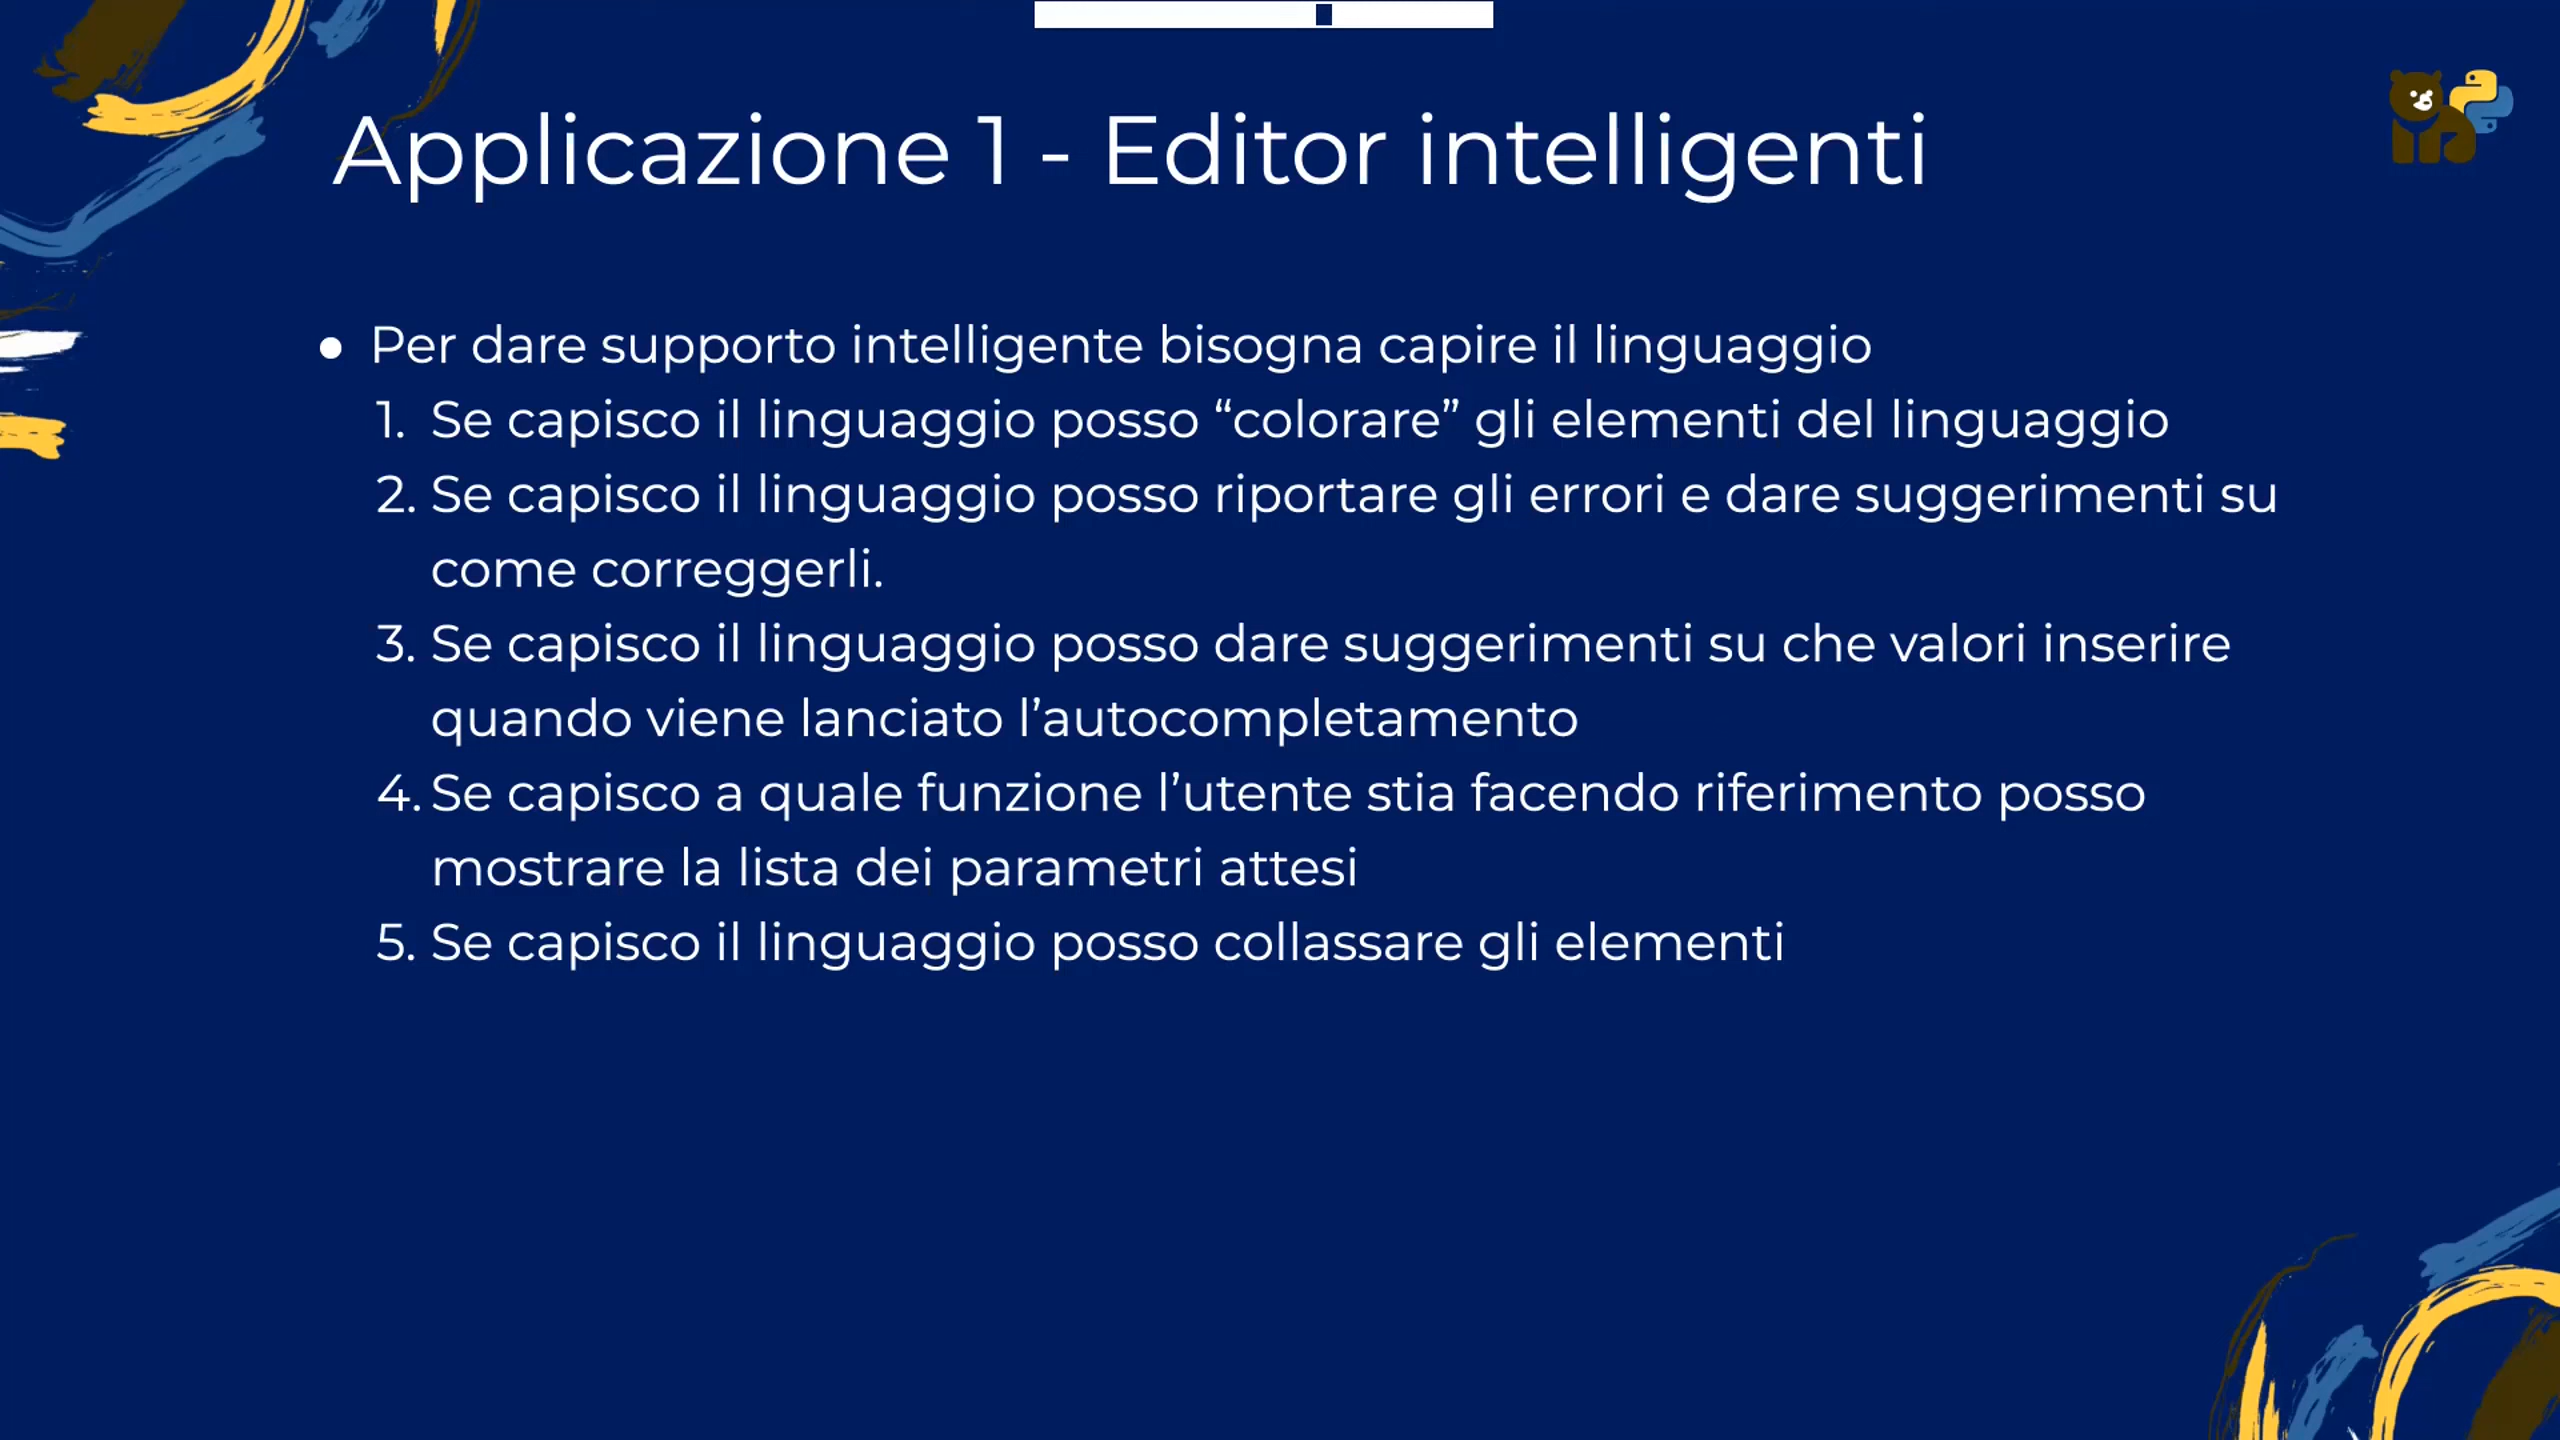 Applicazione 1 - Editor intelligenti
● Per dare supporto intelligente bisogna capire il linguaggio
1. Se capisco il linguaggio posso “colorare” gli elementi del linguaggio
2. Se capisco il linguaggio posso riportare gli errori e dare suggerimenti su
come correggerli.
3. Se capisco il linguaggio posso dare suggerimenti su che valori inserire
quando viene lanciato l’autocompletamento
4. Se capisco a quale funzione l’utente stia facendo riferimento posso
mostrare la lista dei parametri attesi
5. Se capisco il linguaggio posso collassare gli elementi